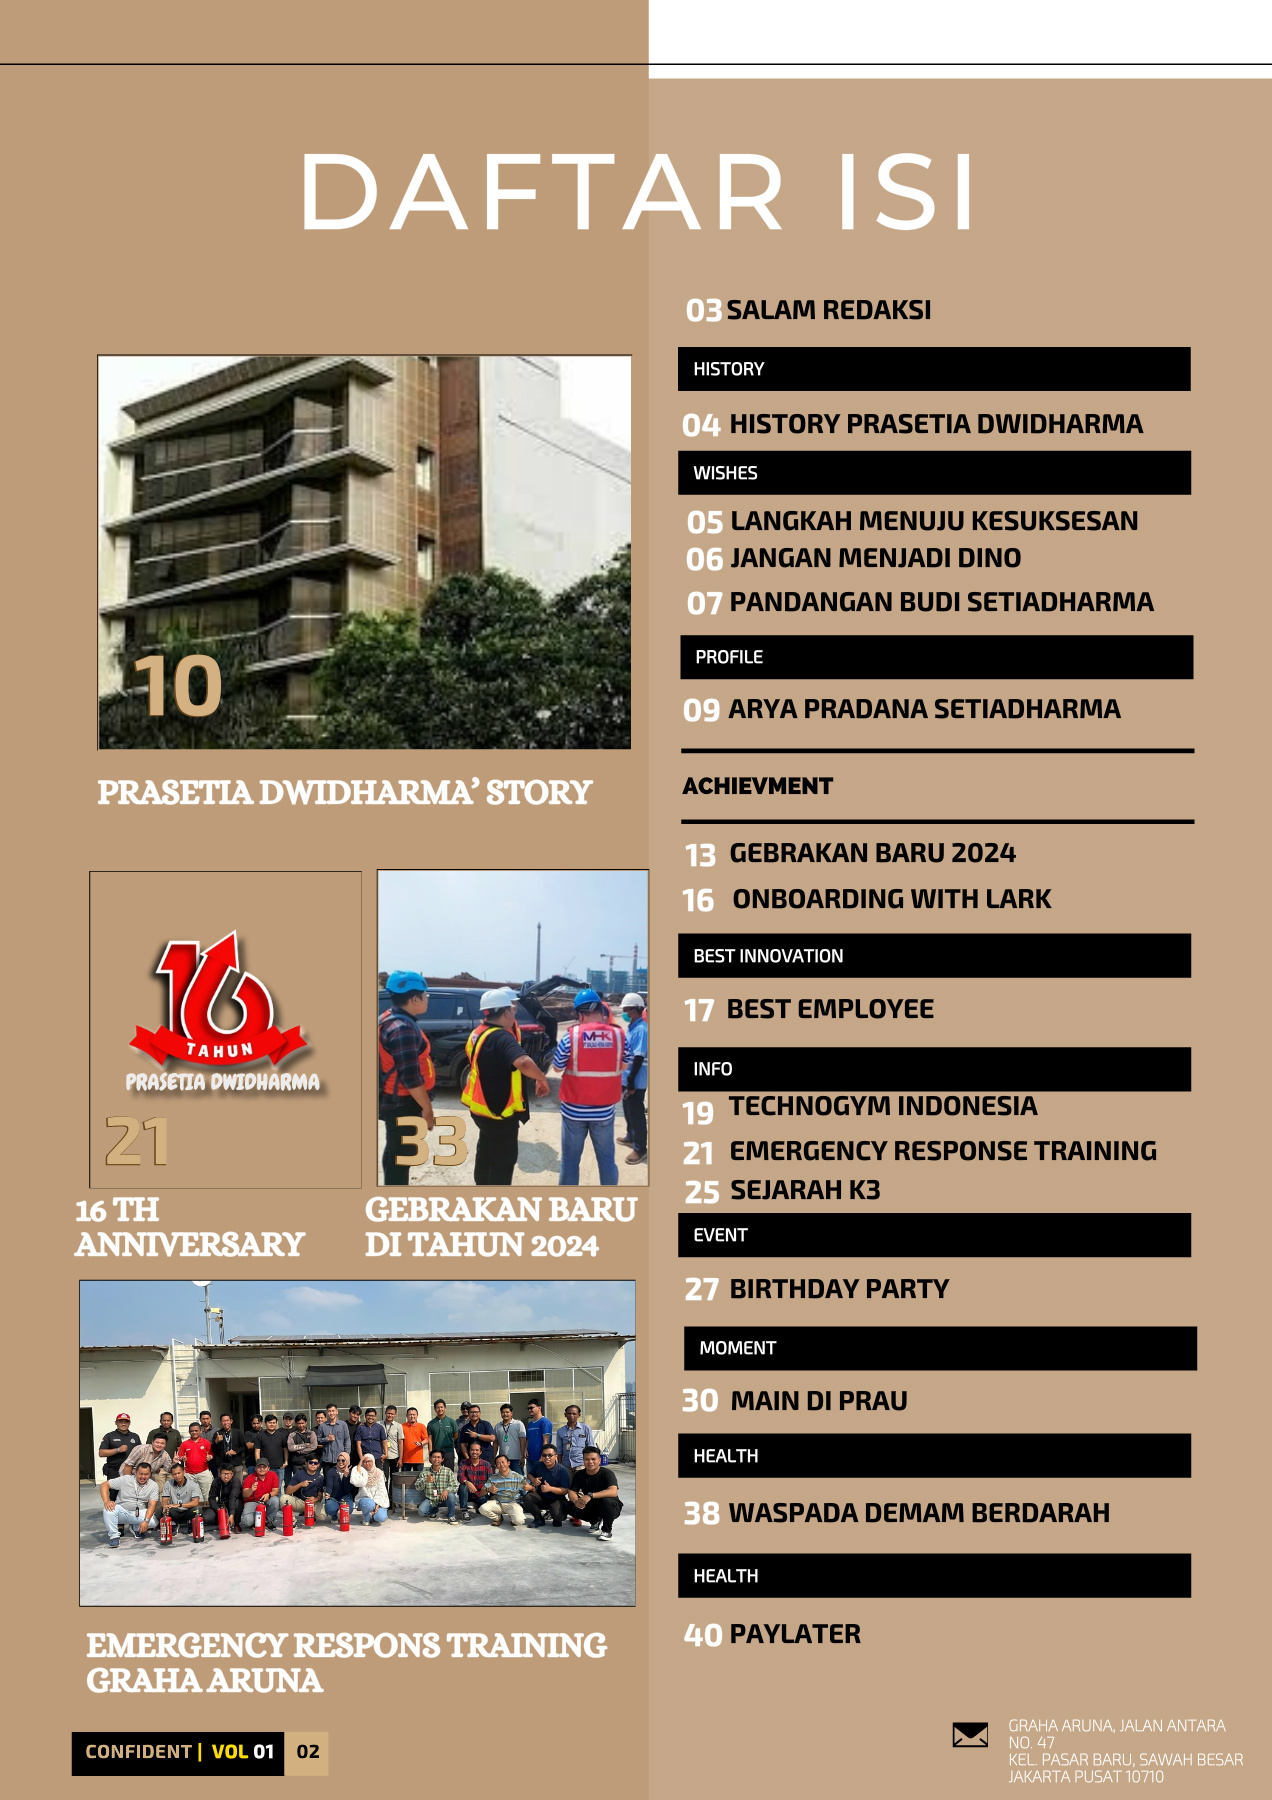 DAFTAR ISI
10
PRASETIA DWIDHARMA’ STORY
16
TAHUN
PRASETIA DWIDHARMA
21
16 TH
ANNIVERSARY
MHK
33
GEBRAKAN BARU
DI TAHUN 2024
EMERGENCY RESPONS TRAINING
GRAHA ARUNA
03 SALAM REDAKSI
HISTORY
04 HISTORY PRASETIA DWIDHARMA
WISHES
05 LANGKAH MENUJU KESUKSESAN
06 JANGAN MENJADI DINO
07 PANDANGAN BUDI SETIADHARMA
PROFILE
09 ARYA PRADANA SETIADHARMA
ACHIEVMENT
13 GEBRAKAN BARU 2024
16 ONBOARDING WITH LARK
BEST INNOVATION
17 BEST EMPLOYEE
INFO
19 TECHNOGYM INDONESIA
21 EMERGENCY RESPONSE TRAINING
25 SEJARAH K3
EVENT
27 BIRTHDAY PARTY
MOMENT
30 MAIN DI PRAU
HEALTH
38 WASPADA DEMAM BERDARAH
HEALTH
40 PAYLATER
CONFIDENT | VOL 01 02
GRAHA ARUNA, JALAN ANTARA
NO. 47
KEL. PASAR BARU, SAWAH BESAR
JAKARTA PUSAT 10710